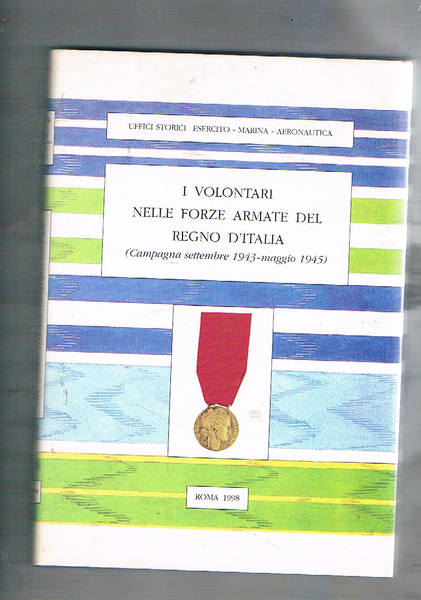 UFFICI STORICI ESERCITO - MARINA - AERONAUTICA
I VOLONTARI
NELLE FORZE ARMATE DEL
REGNO D'ITALIA
(Campagna settembre 1943-maggio 1945)
ROMA 1998